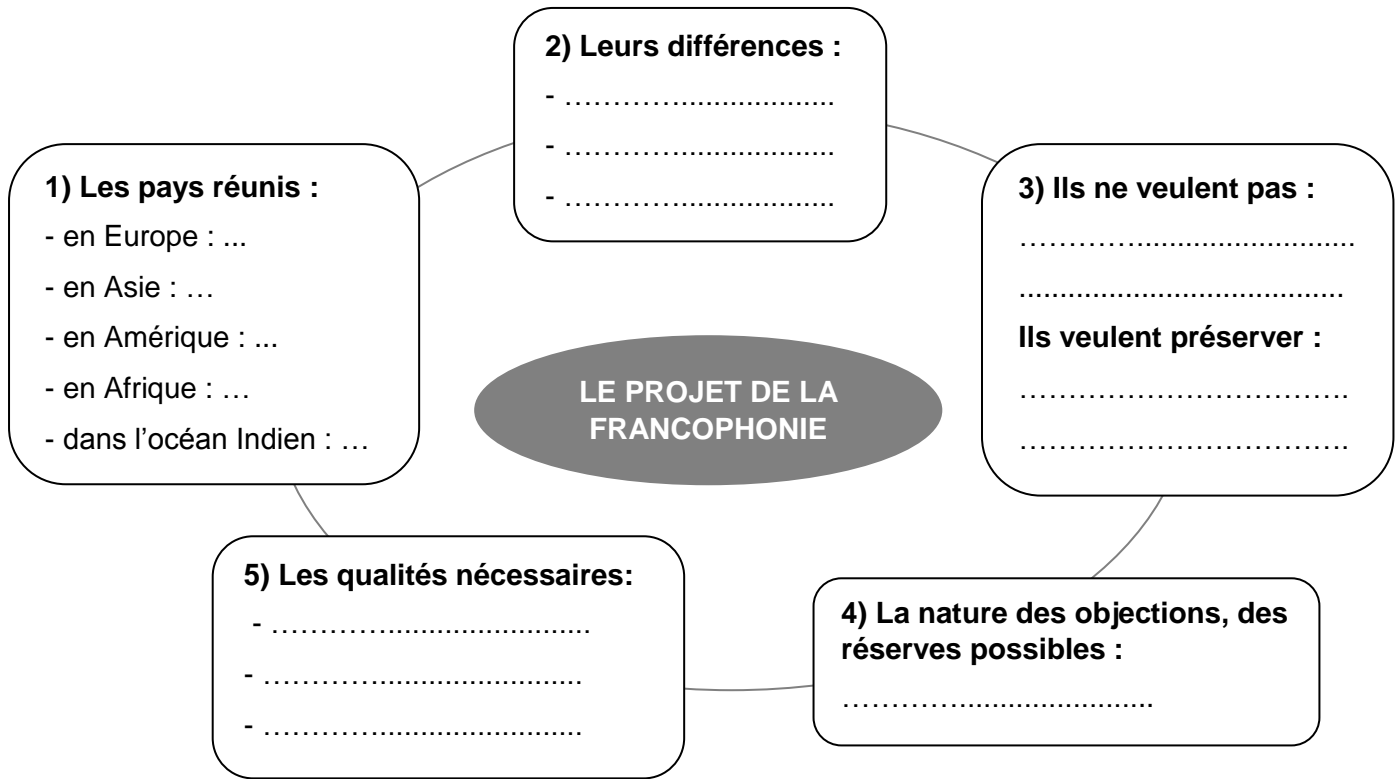 2) Leurs différences :
- …………...................
- …………...................
- …………...................
1) Les pays réunis :
- en Europe : ...
- en Asie : …
- en Amérique : ...
- en Afrique : …
- dans l’océan Indien : …
3) Ils ne veulent pas :
…………...........................
.......................................
Ils veulent préserver :
………………………………….
………………………………….
LE PROJET DE LA
FRANCOPHONIE
5) Les qualités nécessaires:
- …………..........................
- …………..........................
- …………..........................
4) La nature des objections, des
réserves possibles :
…………........................